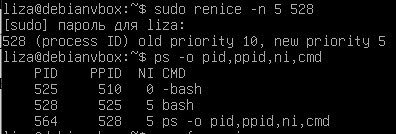 liza@debianvbox:~$ sudo renice -n 5 528
[sudo] пароль для liza:
528 (process ID) old priority 10, new priority 5
liza@debianvbox:~$ ps -o pid,ppid,ni,cmd
PID PPID NI CMD
525 510 0 -bash
528 525 5 bash
564 528 5 ps -o pid,ppid,ni,cmd